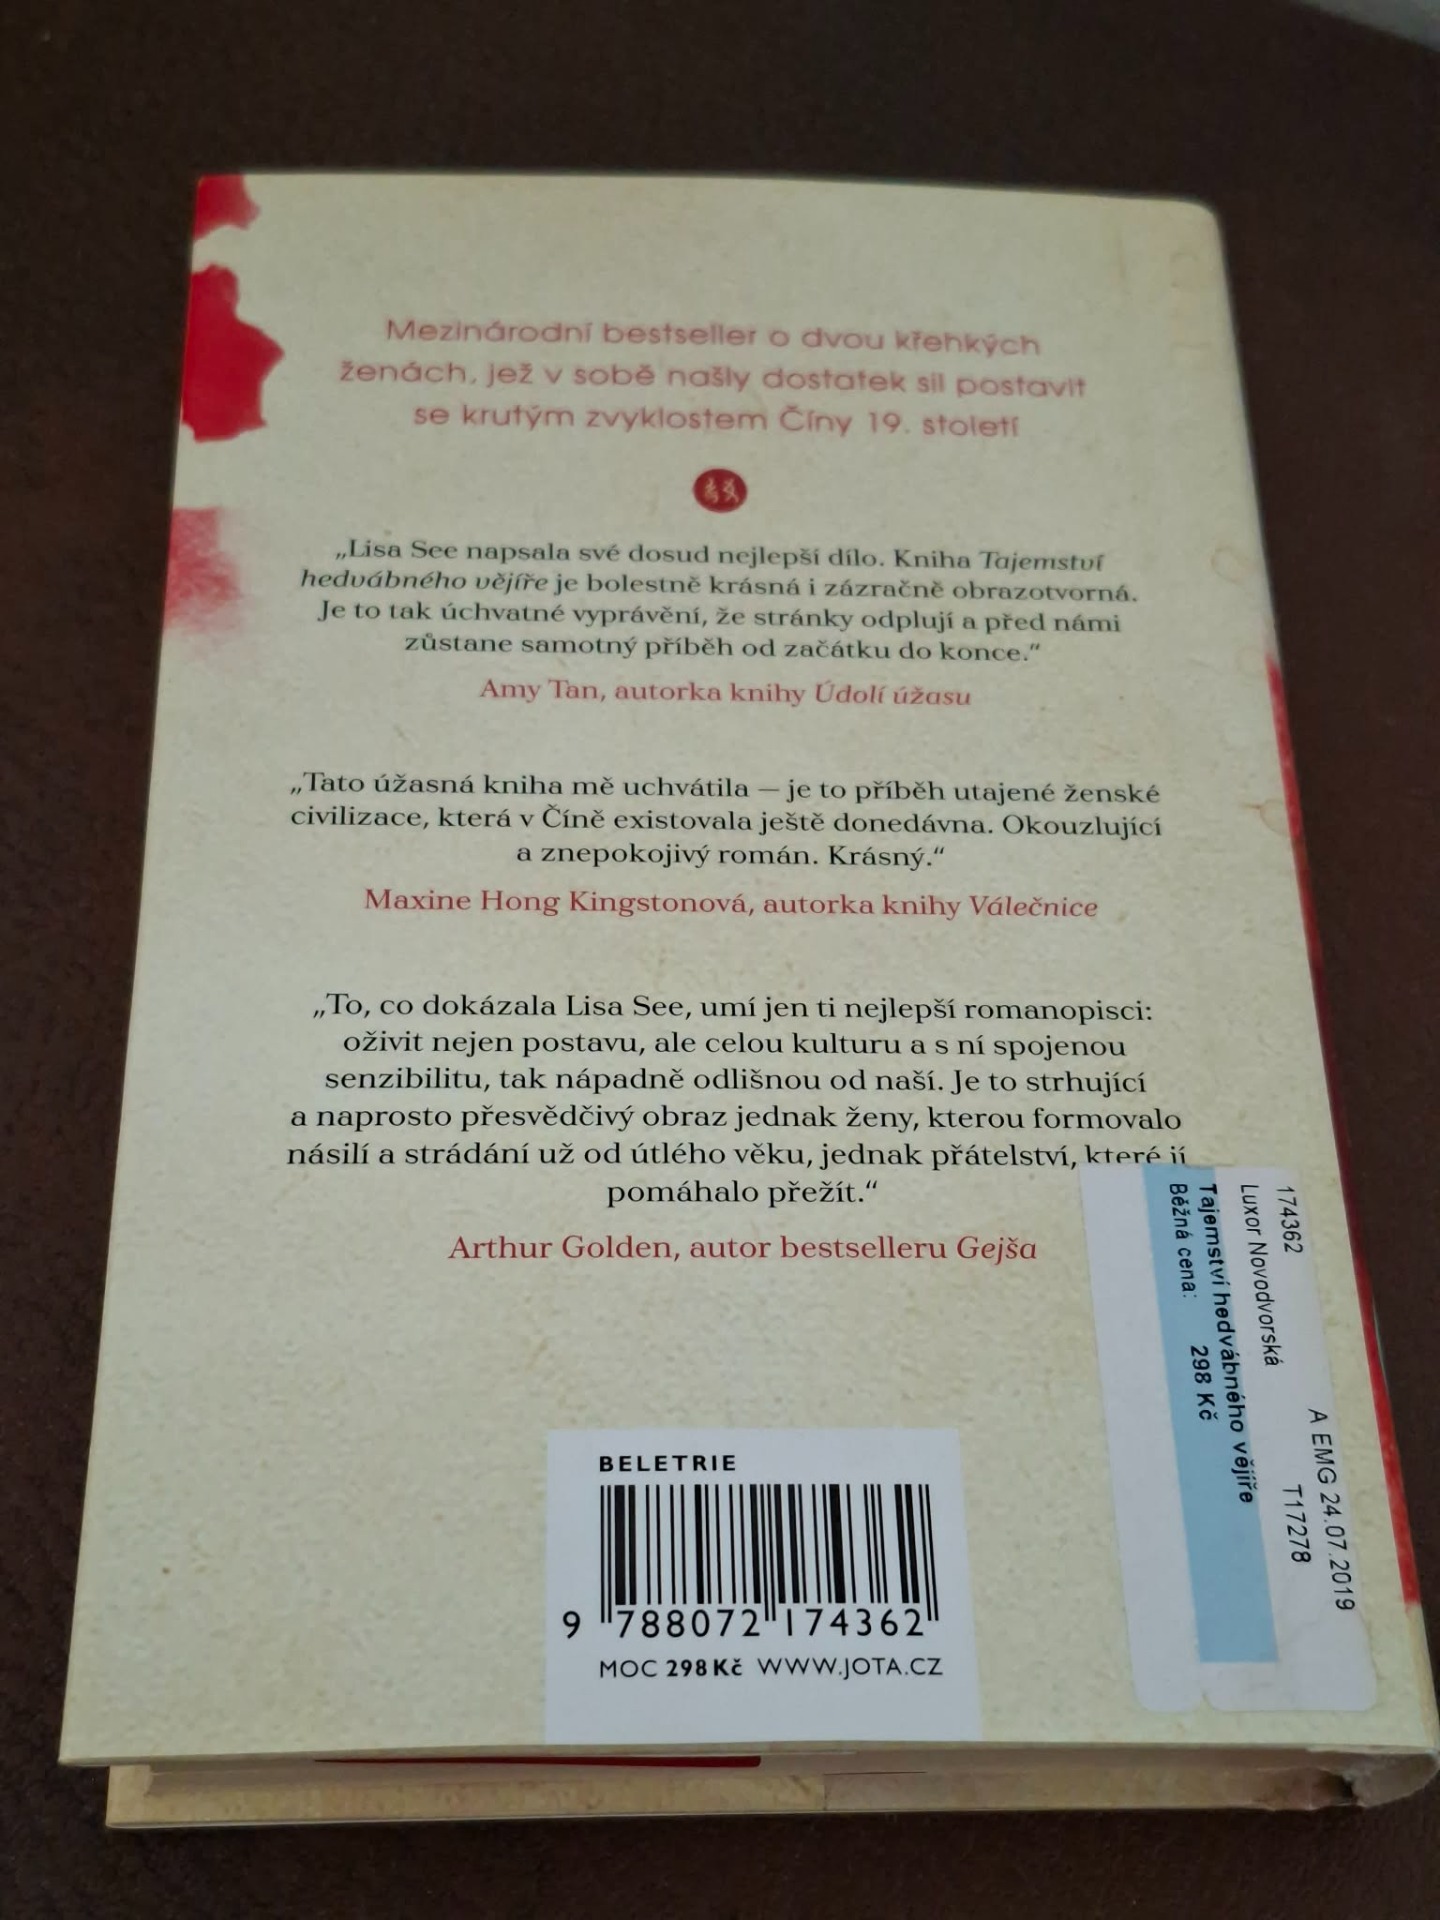 Mezinárodní bestseller o dvou křehkých
ženách, jež v sobě našly dostatek sil postavit
se krutým zvyklostem Číny 19. století
„Lisa See napsala své dosud nejlepší dílo. Kniha Tajemství
hedvábného vějíře je bolestně krásná i zázračně obrazotvorná.
Je to tak úchvatné vyprávění, že stránky odplují a před námi
zůstane samotný příběh od začátku do konce.“
Amy Tan, autorka knihy Údolí úžasu
„Tato úžasná kniha mě uchvátila — je to příběh utajené ženské
civilizace, která v Číně existovala ještě donedávna. Okouzlující
a znepokojivý román. Krásný.“
Maxine Hong Kingstonová, autorka knihy Válečnice
„To, co dokázala Lisa See, umí jen ti nejlepší romanopisci:
oživit nejen postavu, ale celou kulturu a s ní spojenou
senzibilitu, tak nápadně odlišnou od naší. Je to strhující
a naprosto přesvědčivý obraz jednak ženy, kterou formovalo
násilí a strádání už od útlého věku, jednak přátelství, které jí
pomáhalo přežít.“
Arthur Golden, autor bestselleru Gejša
174362
A EMG 24.07.2019
Luxor Novodvorská
T17278
Tajemství hedvábného vějíře
Běžná cena: 298 Kč
BELETRIE
9 788072 174362
MOC 298 Kč WWW.JOTA.CZ